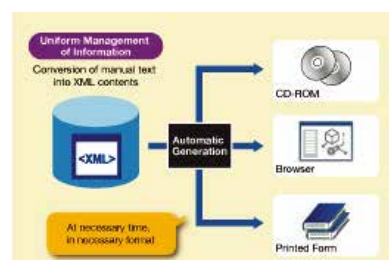 Uniform Management
of Information
Conversion of manual text
into XML contents
<XML>
Automatic
Generation
CD-ROM
Browser
At necessary time,
in necessary format
Printed Form